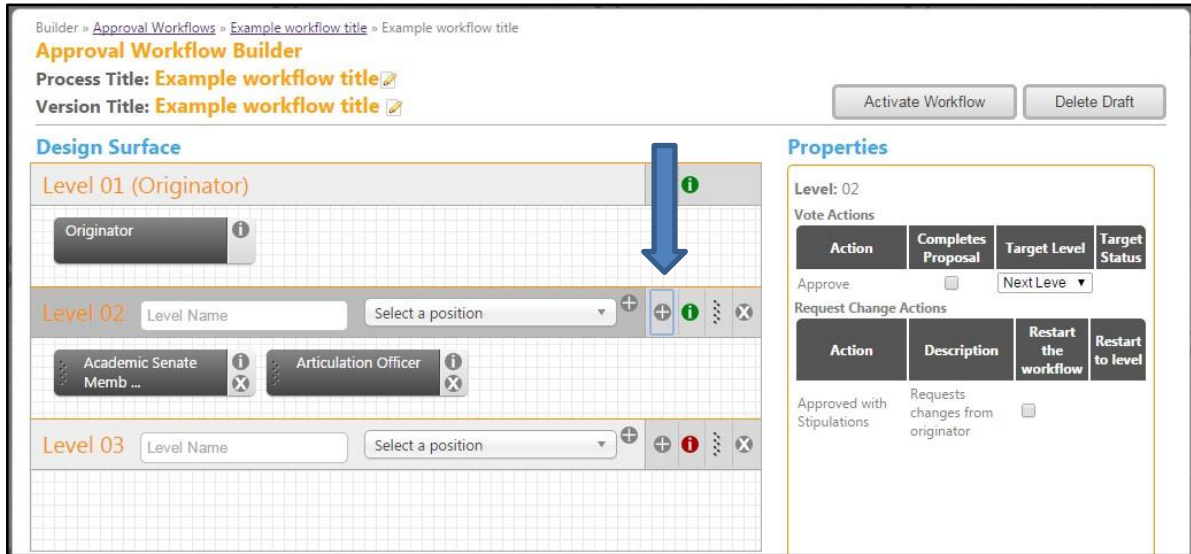 Builder » Approval Workflows » Example workflow title » Example workflow title
Approval Workflow Builder
Process Title: Example workflow title
Version Title: Example workflow title
Activate Workflow
Delete Draft
Design Surface
Level 01 (Originator)
Originator
Level 02
Level Name
Select a position
Academic Senate
Memb ...
Articulation Officer
Level 03
Level Name
Select a position
Properties
Level: 02
Vote Actions
Action
Completes
Proposal
Target Level
Target
Status
Approve
Next Leve
Request Change Actions
Action
Description
Restart
the
workflow
Restart
to level
Approved with
Stipulations
Requests
changes from
originator